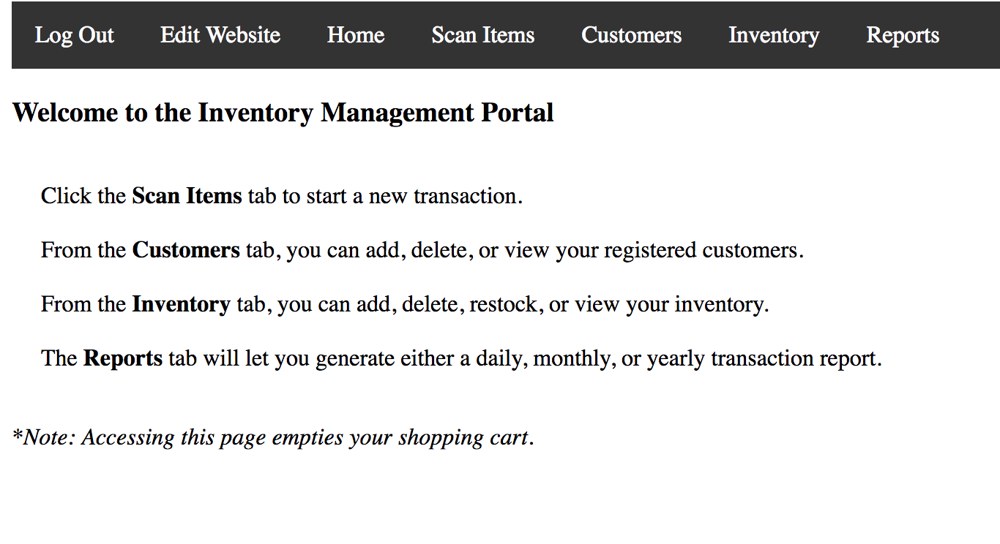 Log Out Edit Website Home Scan Items Customers Inventory Reports
Welcome to the Inventory Management Portal
Click the Scan Items tab to start a new transaction.
From the Customers tab, you can add, delete, or view your registered customers.
From the Inventory tab, you can add, delete, restock, or view your inventory.
The Reports tab will let you generate either a daily, monthly, or yearly transaction report.
*Note: Accessing this page empties your shopping cart.